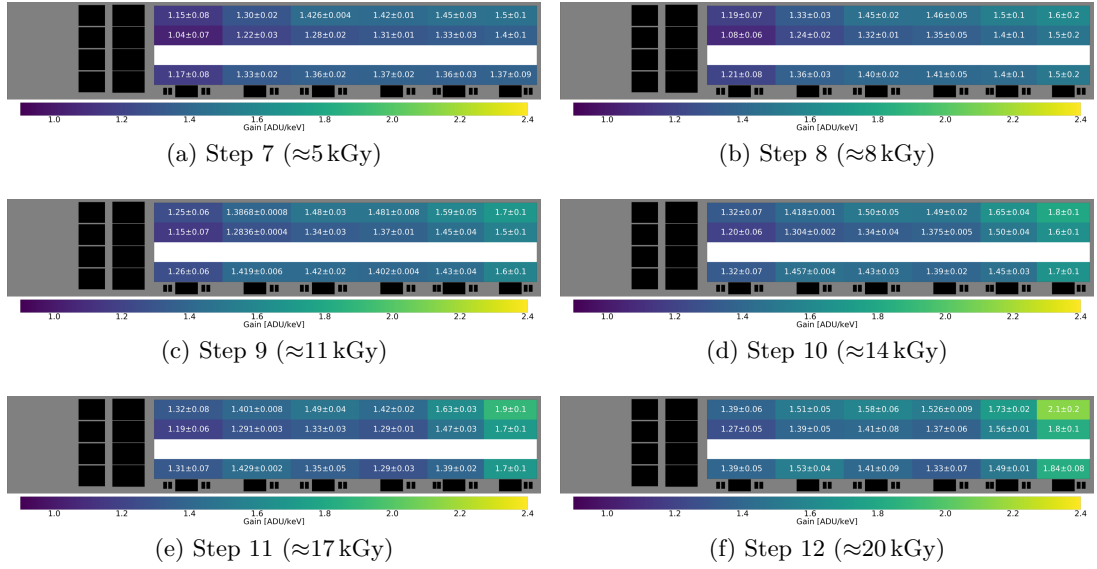 1.15±0.08 1.30±0.02 1.426±0.004 1.42±0.01 1.45±0.03 1.5±0.1
1.04±0.07 1.22±0.03 1.28±0.02 1.31±0.01 1.33±0.03 1.4±0.1
1.17±0.08 1.33±0.02 1.36±0.02 1.37±0.02 1.36±0.03 1.37±0.09
1.0 1.2 1.4 1.6 1.8 2.0 2.2 2.4
Gain [ADU/keV]
(a) Step 7 (≈5 kGy)
1.19±0.07 1.33±0.03 1.45±0.02 1.46±0.05 1.5±0.1 1.6±0.2
1.08±0.06 1.24±0.02 1.32±0.01 1.35±0.05 1.4±0.1 1.5±0.2
1.21±0.08 1.36±0.03 1.40±0.02 1.41±0.05 1.4±0.1 1.5±0.2
1.0 1.2 1.4 1.6 1.8 2.0 2.2 2.4
Gain [ADU/keV]
(b) Step 8 (≈8 kGy)
1.25±0.06 1.3868±0.0008 1.48±0.03 1.481±0.008 1.59±0.05 1.7±0.1
1.15±0.07 1.2836±0.0004 1.34±0.03 1.37±0.01 1.45±0.04 1.5±0.1
1.26±0.06 1.419±0.006 1.42±0.02 1.402±0.004 1.43±0.04 1.6±0.1
1.0 1.2 1.4 1.6 1.8 2.0 2.2 2.4
Gain [ADU/keV]
(c) Step 9 (≈11 kGy)
1.32±0.07 1.418±0.001 1.50±0.05 1.49±0.02 1.65±0.04 1.8±0.1
1.20±0.06 1.304±0.002 1.34±0.04 1.375±0.005 1.50±0.04 1.6±0.1
1.32±0.07 1.457±0.004 1.43±0.03 1.39±0.02 1.45±0.03 1.7±0.1
1.0 1.2 1.4 1.6 1.8 2.0 2.2 2.4
Gain [ADU/keV]
(d) Step 10 (≈14 kGy)
1.32±0.08 1.401±0.008 1.49±0.04 1.42±0.02 1.63±0.03 1.9±0.1
1.19±0.06 1.291±0.003 1.33±0.03 1.29±0.01 1.47±0.03 1.7±0.1
1.31±0.07 1.429±0.002 1.35±0.05 1.29±0.03 1.39±0.02 1.7±0.1
1.0 1.2 1.4 1.6 1.8 2.0 2.2 2.4
Gain [ADU/keV]
(e) Step 11 (≈17 kGy)
1.39±0.06 1.51±0.05 1.58±0.06 1.526±0.009 1.73±0.02 2.1±0.2
1.27±0.05 1.39±0.05 1.41±0.08 1.37±0.06 1.56±0.01 1.8±0.1
1.39±0.05 1.53±0.04 1.41±0.09 1.33±0.07 1.49±0.01 1.84±0.08
1.0 1.2 1.4 1.6 1.8 2.0 2.2 2.4
Gain [ADU/keV]
(f) Step 12 (≈20 kGy)